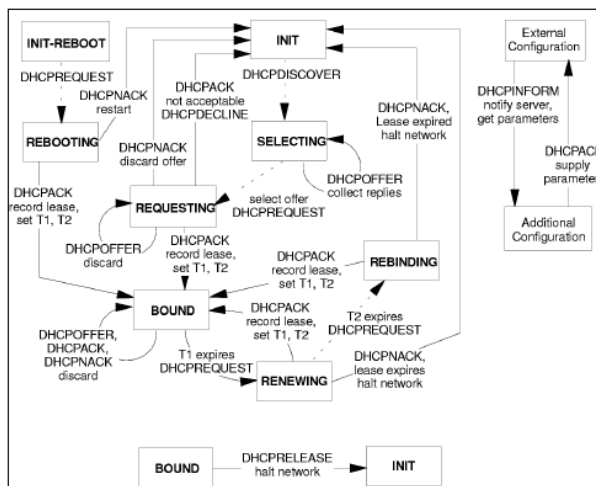 INIT-REBOOT
DHCPREQUEST
REBOOTING
DHCPNACK
restart
INIT
DHCPDISCOVER
DHCPACK
not acceptable
DHCPDECLINE
DHCPNACK
discard offer
SELECTING
DHCPOFFER
collect replies
select offer
DHCPREQUEST
REQUESTING
DHCPOFFER
discard
DHCPACK
record lease,
set T1, T2
DHCPACK
record lease,
set T1, T2
DHCPNACK,
Lease expired
halt network
REBINDING
DHCPACK
record lease,
set T1, T2
BOUND
DHCPOFFER,
DHCPACK,
DHCPNACK
discard
T1 expires
DHCPREQUEST
DHCPACK
record lease,
set T1, T2
RENEWING
T2 expires
DHCPREQUEST
DHCPNACK,
lease expires
halt network
External
Configuration
DHCPINFORM
notify server,
get parameters
DHCPACK
supply
parameter
Additional
Configuration
BOUND
DHCPRELEASE
halt network
INIT